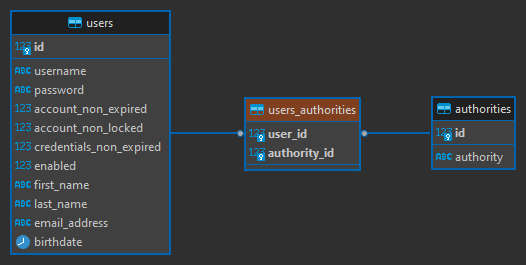 users
123 id
ABC username
ABC password
123 account_non_expired
123 account_non_locked
123 credentials_non_expired
123 enabled
ABC first_name
ABC last_name
ABC email_address
birthdate
users_authorities
123 user_id
123 authority_id
authorities
123 id
ABC authority